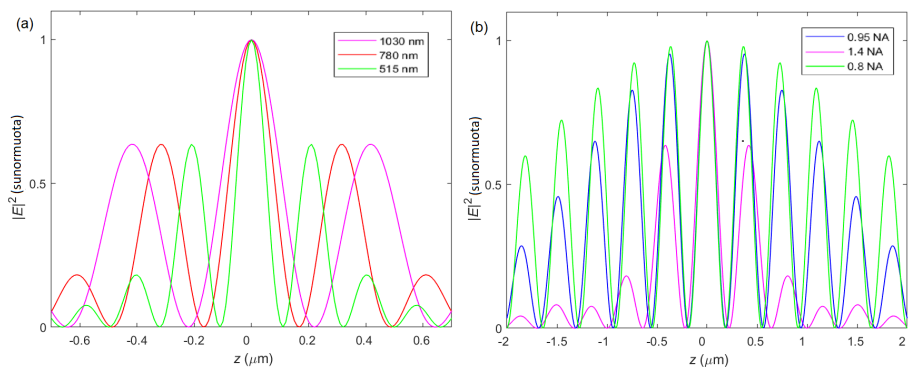 (a)
1030 nm
780 nm
515 nm
1
0.5
0
|E|² (sunormuota)
-0.6
-0.4
-0.2
0
0.2
0.4
0.6
z (μm)
(b)
0.95 NA
1.4 NA
0.8 NA
1
0.5
0
|E|² (sunormuota)
-2
-1.5
-1
-0.5
0
0.5
1
1.5
2
z (μm)